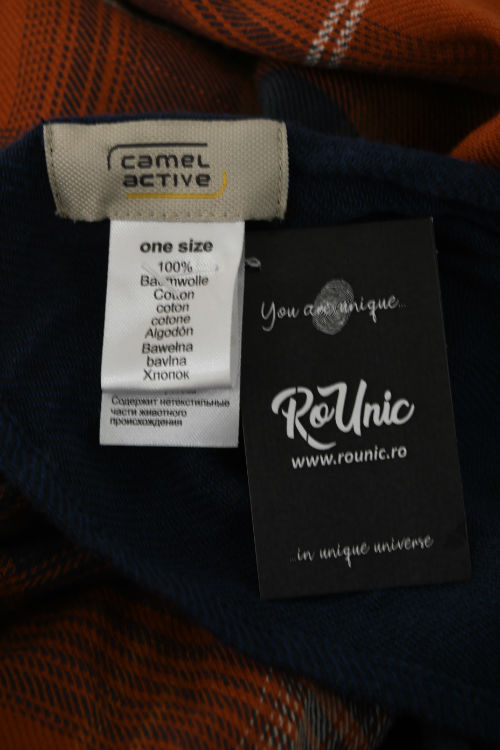 camel
active
one size
100%
Baumwolle
Cotton
coton
cotone
Algodón
Bawełna
bavlna
Хлопок
Содержит нетекстильные
части животного
происхождения
You are unique...
RoUnic
www.rounic.ro
...in unique universe